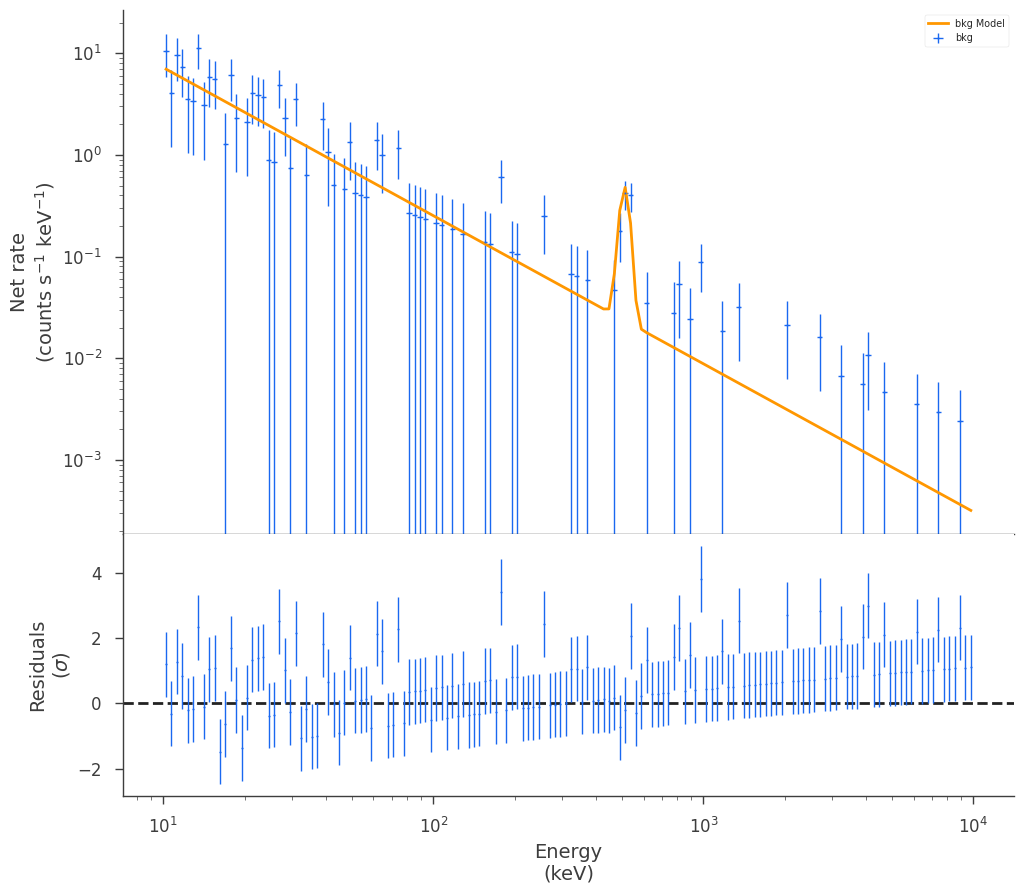 bkg Model
bkg
Net rate
(counts s⁻¹ keV⁻¹)
10¹
10⁰
10⁻¹
10⁻²
10⁻³
Residuals
(σ)
4
2
0
−2
10¹
10²
10³
10⁴
Energy
(keV)